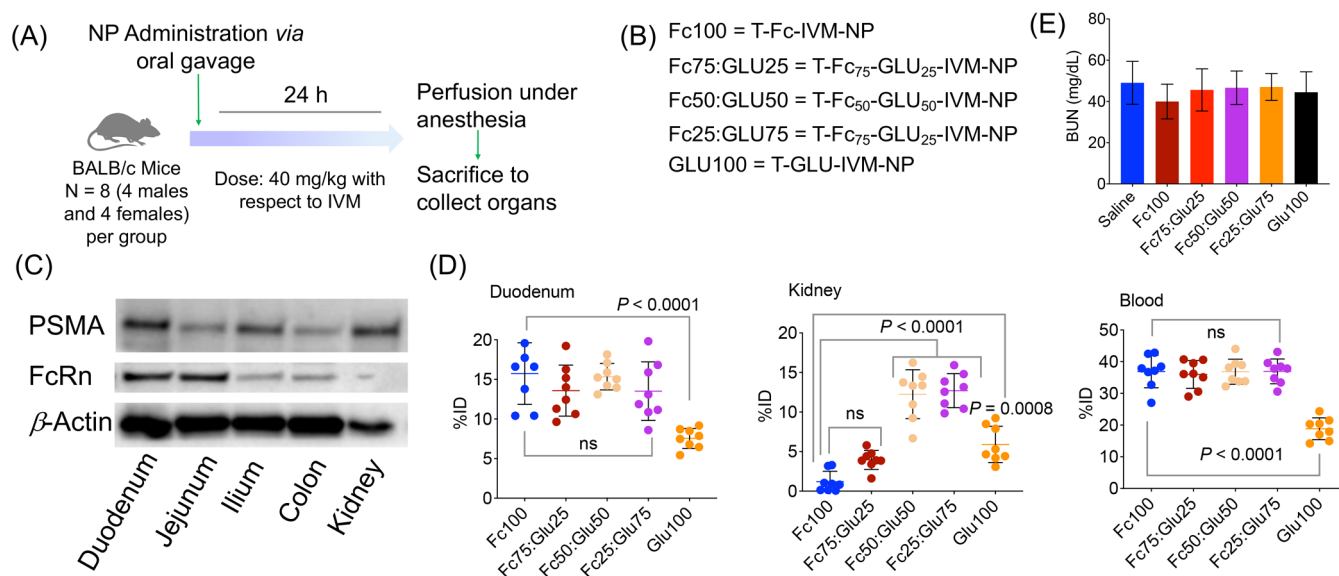 (A)
NP Administration via
oral gavage
24 h
BALB/c Mice
N = 8 (4 males
and 4 females)
per group
Dose: 40 mg/kg with
respect to IVM
Perfusion under
anesthesia
Sacrifice to
collect organs
(B)
Fc100 = T-Fc-IVM-NP
Fc75:GLU25 = T-Fc₇₅-GLU₂₅-IVM-NP
Fc50:GLU50 = T-Fc₅₀-GLU₅₀-IVM-NP
Fc25:GLU75 = T-Fc₇₅-GLU₂₅-IVM-NP
GLU100 = T-GLU-IVM-NP
(E)
BUN (mg/dL)
80
60
40
20
0
Saline
Fc100
Fc75:Glu25
Fc50:Glu50
Fc25:Glu75
Glu100
(C)
PSMA
FcRn
β-Actin
Duodenum
Jejunum
Ilium
Colon
Kidney
(D)
Duodenum
P < 0.0001
%ID
20
15
10
5
0
ns
Fc100
Fc75:Glu25
Fc50:Glu50
Fc25:Glu75
Glu100
Kidney
P < 0.0001
%ID
20
15
10
5
0
ns
P = 0.0008
Fc100
Fc75:Glu25
Fc50:Glu50
Fc25:Glu75
Glu100
Blood
ns
%ID
50
40
30
20
10
0
P < 0.0001
Fc100
Fc75:Glu25
Fc50:Glu50
Fc25:Glu75
Glu100